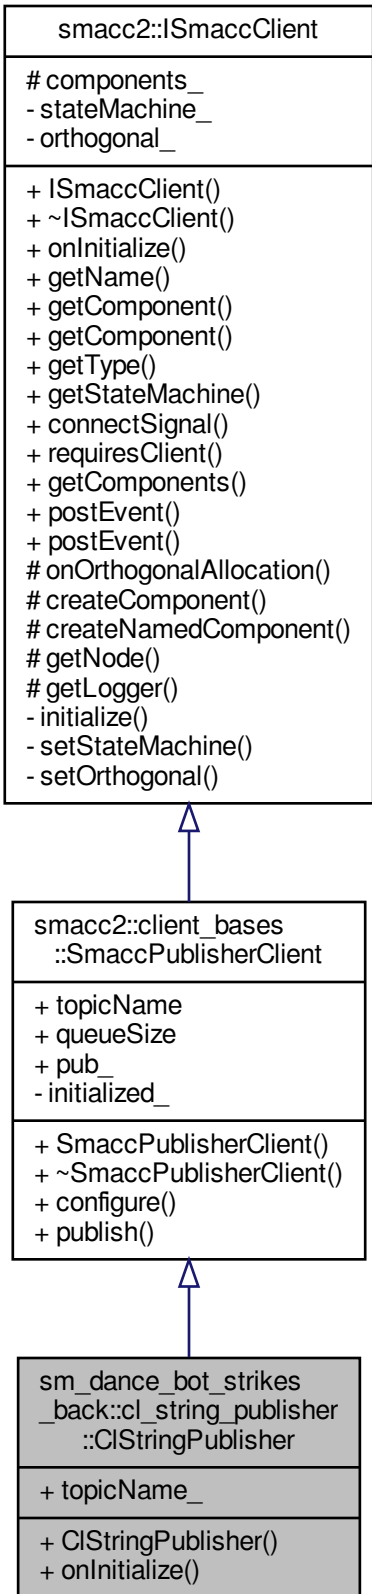 smacc2::ISmaccClient
# components_
- stateMachine_
- orthogonal_
+ ISmaccClient()
+ ~ISmaccClient()
+ onInitialize()
+ getName()
+ getComponent()
+ getComponent()
+ getType()
+ getStateMachine()
+ connectSignal()
+ requiresClient()
+ getComponents()
+ postEvent()
+ postEvent()
# onOrthogonalAllocation()
# createComponent()
# createNamedComponent()
# getNode()
# getLogger()
- initialize()
- setStateMachine()
- setOrthogonal()
smacc2::client_bases
::SmaccPublisherClient
+ topicName
+ queueSize
+ pub_
- initialized_
+ SmaccPublisherClient()
+ ~SmaccPublisherClient()
+ configure()
+ publish()
sm_dance_bot_strikes
_back::cl_string_publisher
::ClStringPublisher
+ topicName_
+ ClStringPublisher()
+ onInitialize()